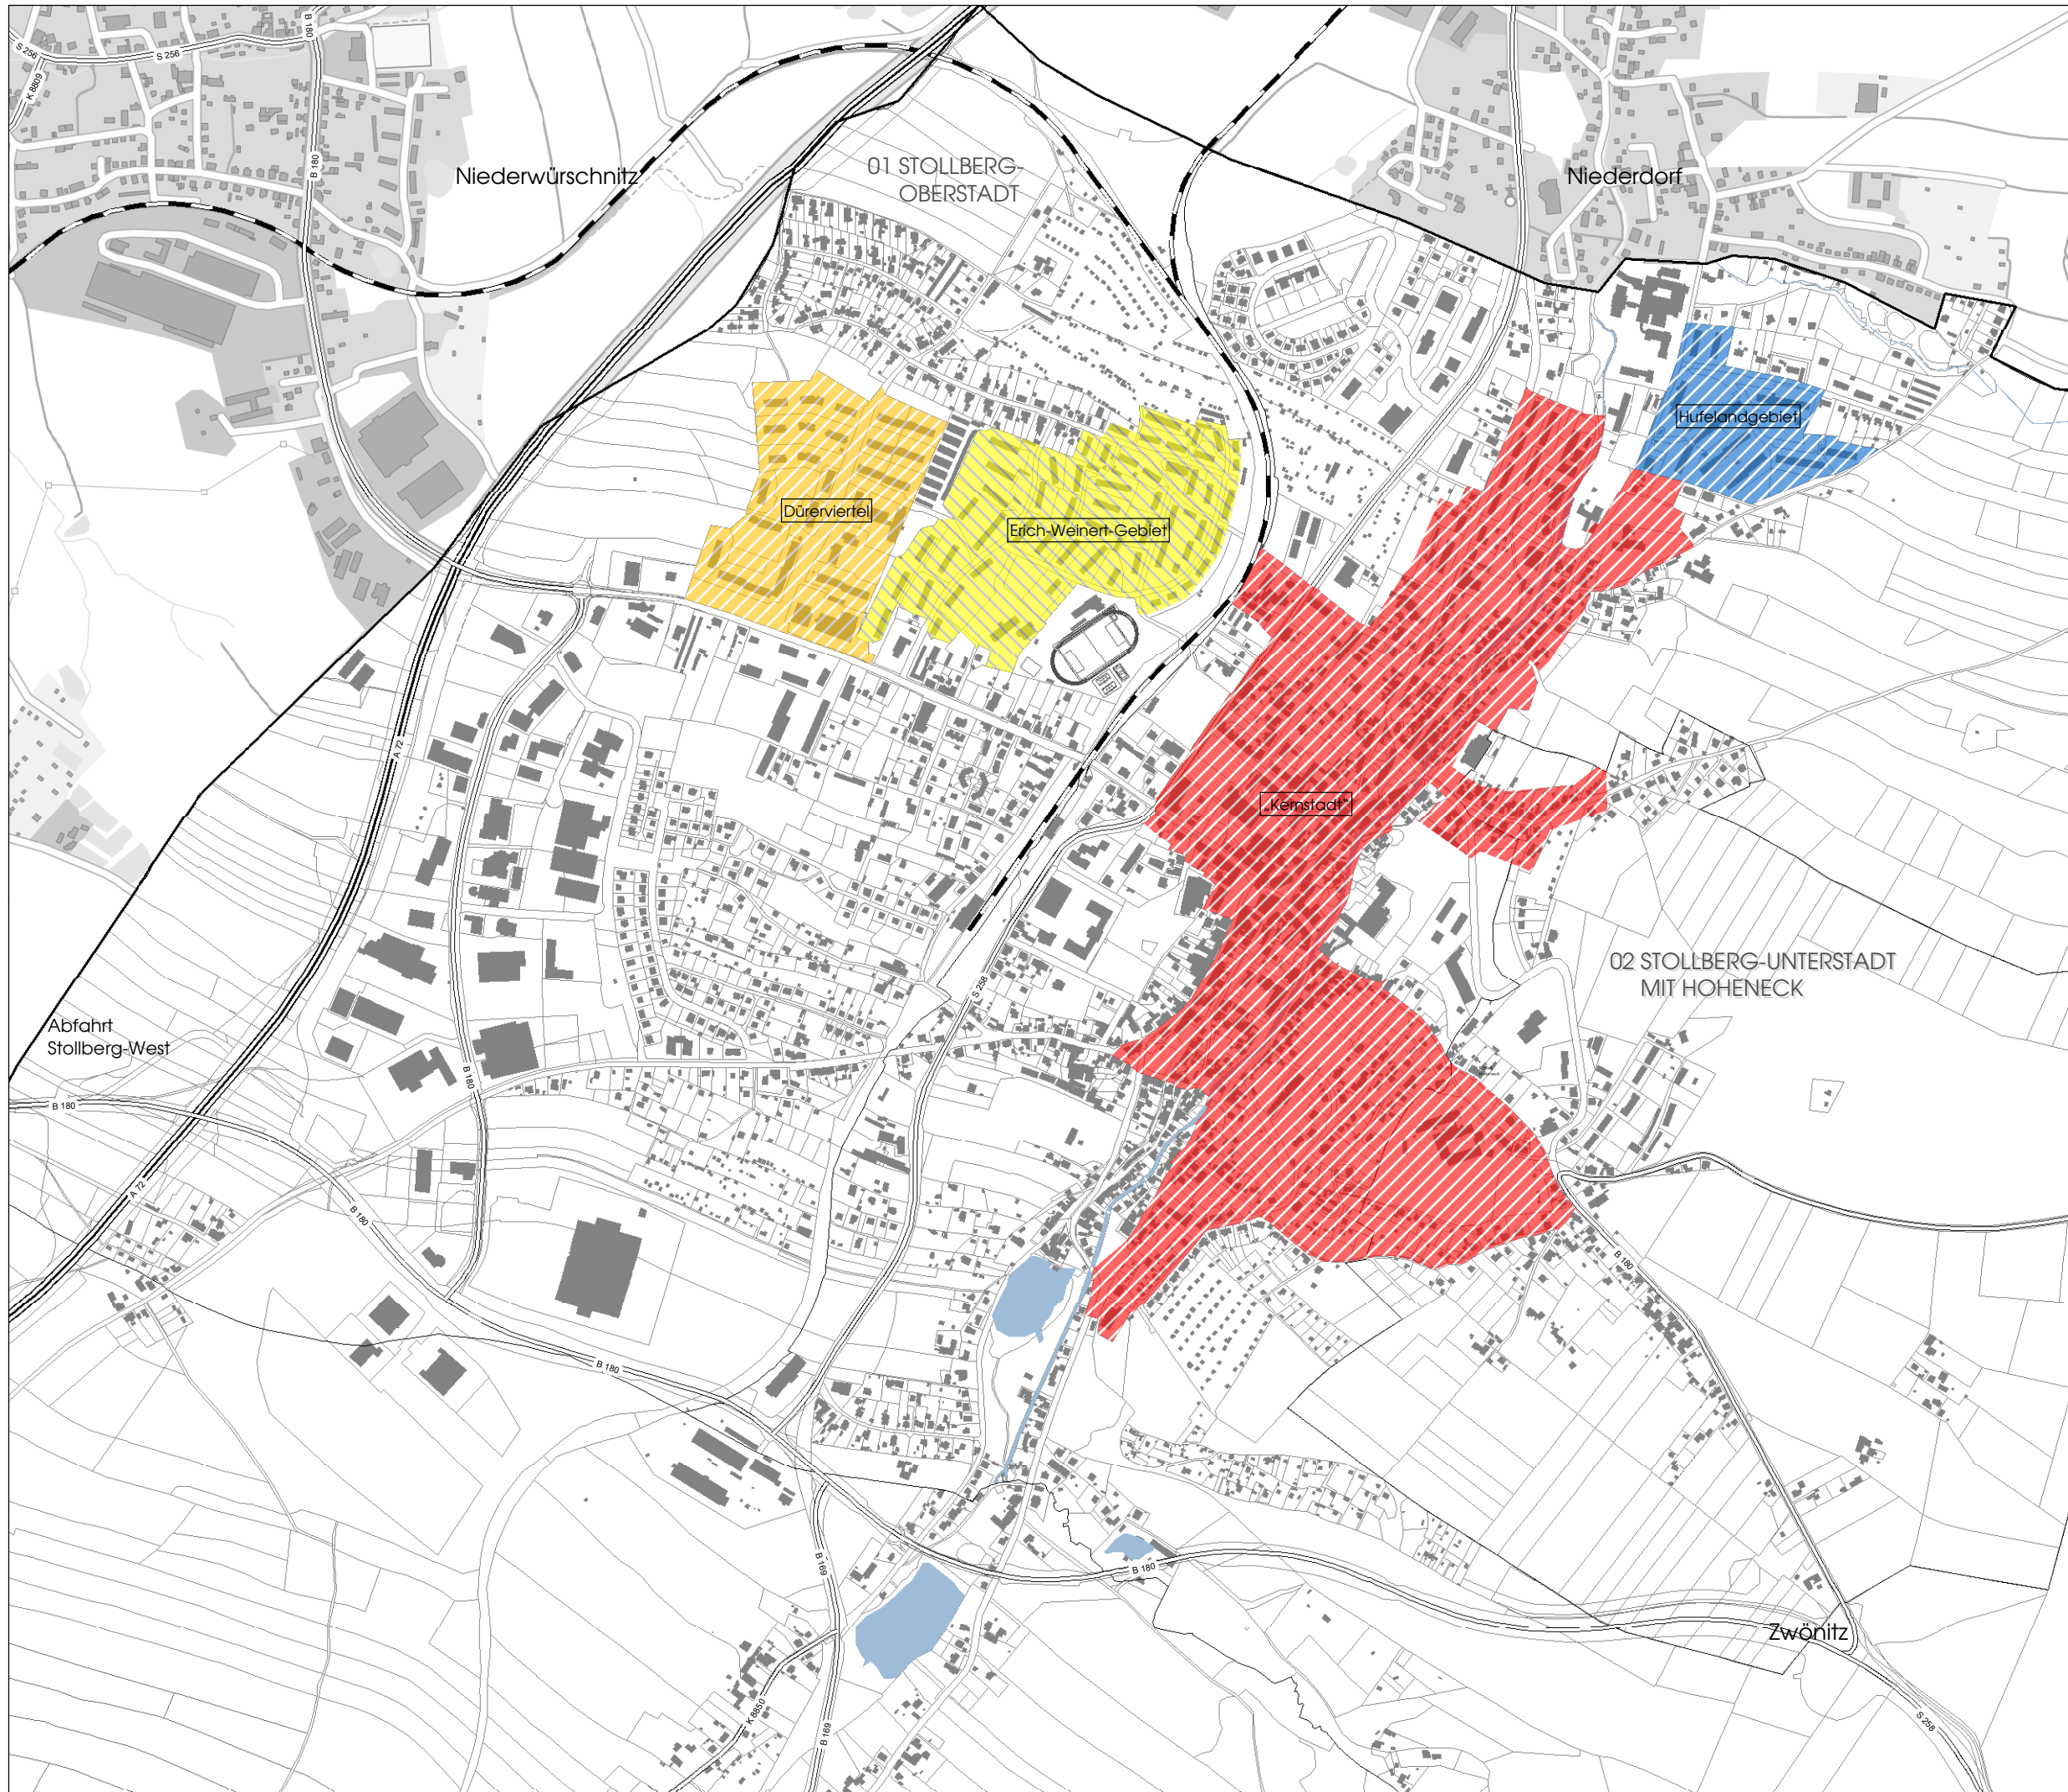 B 180
S 256
S 256
K 8809
B 180
Niederwürschnitz
01 STOLLBERG-
OBERSTADT
Niederdorf
Hufelandgebiet
Dürerviertel
Erich-Weinert-Gebiet
A 72
„Kernstadt“
02 STOLLBERG-UNTERSTADT
MIT HOHENECK
S 258
Abfahrt
Stollberg-West
B 180
B 180
A 72
B 180
B 180
B 180
B 169
B 180
Zwönitz
K 8850
B 169
S 258